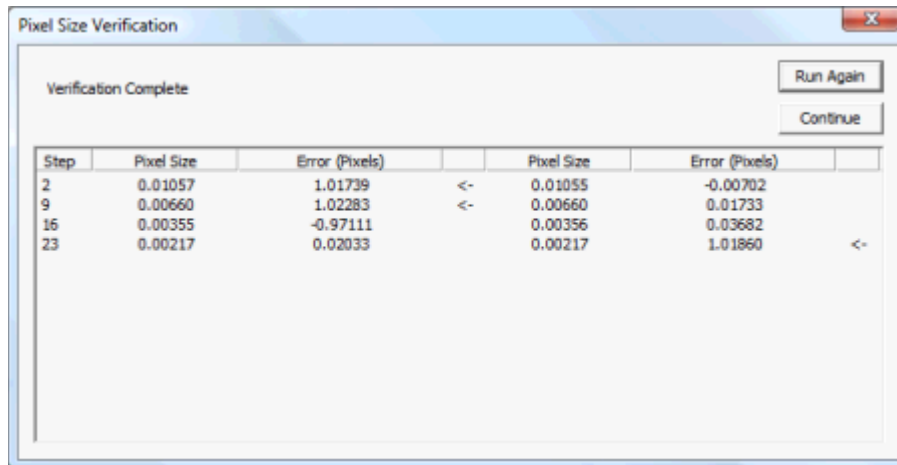 Pixel Size Verification
Run Again
Verification Complete
Continue
Step Pixel Size Error (Pixels) Pixel Size Error (Pixels)
2 0.01057 1.01739 <- 0.01055 -0.00702
9 0.00660 1.02283 <- 0.00660 0.01733
16 0.00355 -0.97111 0.00356 0.03682
23 0.00217 0.02033 0.00217 1.01860 <-